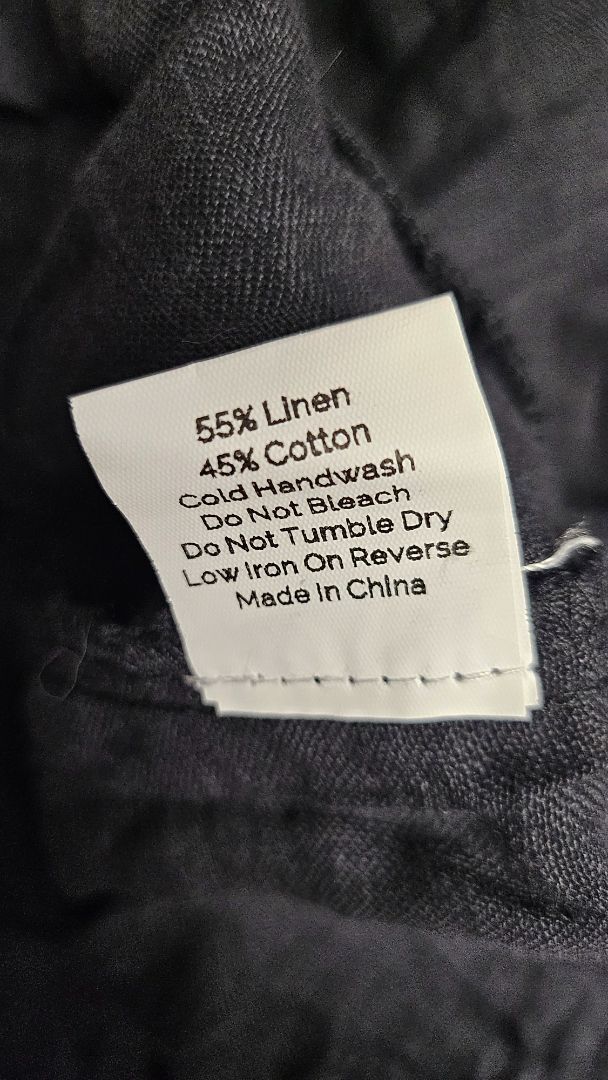 55% Linen
45% Cotton
Cold Handwash
Do Not Bleach
Do Not Tumble Dry
Low Iron On Reverse
Made In China